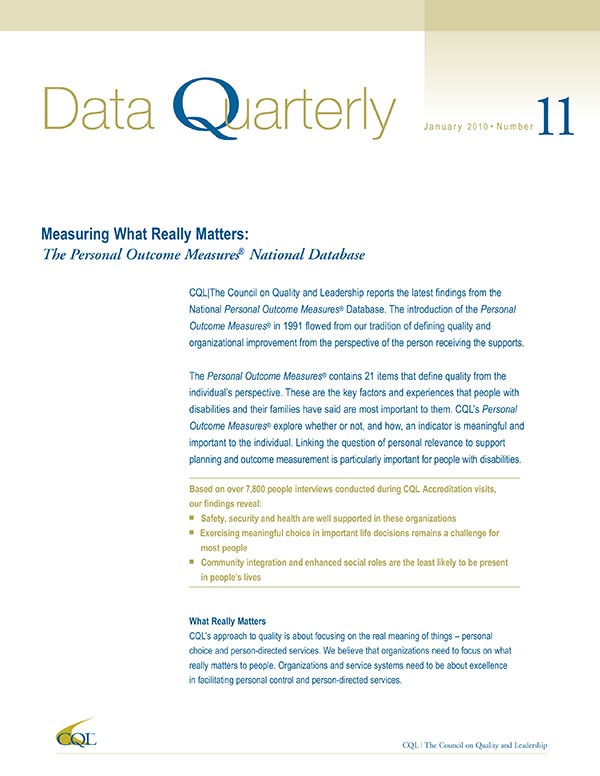 Data Quarterly
January 2010 • Number 11
Measuring What Really Matters:
The Personal Outcome Measures® National Database
CQL|The Council on Quality and Leadership reports the latest findings from the
National Personal Outcome Measures® Database. The introduction of the Personal
Outcome Measures® in 1991 flowed from our tradition of defining quality and
organizational improvement from the perspective of the person receiving the supports.
The Personal Outcome Measures® contains 21 items that define quality from the
individual's perspective. These are the key factors and experiences that people with
disabilities and their families have said are most important to them. CQL's Personal
Outcome Measures® explore whether or not, and how, an indicator is meaningful and
important to the individual. Linking the question of personal relevance to support
planning and outcome measurement is particularly important for people with disabilities.
Based on over 7,800 people interviews conducted during CQL Accreditation visits,
our findings reveal:
■ Safety, security and health are well supported in these organizations
■ Exercising meaningful choice in important life decisions remains a challenge for
most people
■ Community integration and enhanced social roles are the least likely to be present
in people's lives
What Really Matters
CQL's approach to quality is about focusing on the real meaning of things – personal
choice and person-directed services. We believe that organizations need to focus on what
really matters to people. Organizations and service systems need to be about excellence
in facilitating personal control and person-directed services.
CQL™
CQL | The Council on Quality and Leadership